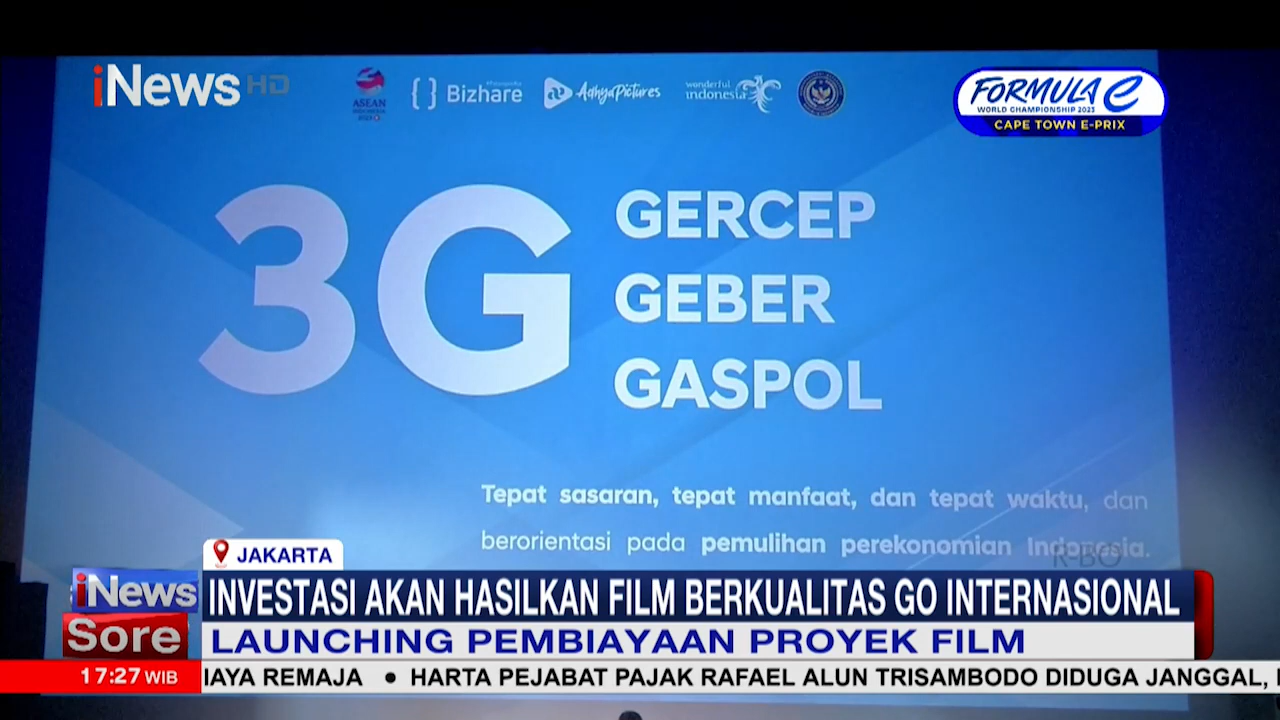 iNews HD
ASEAN
INDONESIA
2023
{ } Bizhare
AdhyaPictures
wonderful
indonesia
FORMULA E
WORLD CHAMPIONSHIP 2023
CAPE TOWN E-PRIX
3G
GERCEP
GEBER
GASPOL
Tepat sasaran, tepat manfaat, dan tepat waktu, dan
berorientasi pada pemulihan perekonomian Indonesia.
R-BO
JAKARTA
iNews
Sore
INVESTASI AKAN HASILKAN FILM BERKUALITAS GO INTERNASIONAL
LAUNCHING PEMBIAYAAN PROYEK FILM
17:27 WIB
IAYA REMAJA ● HARTA PEJABAT PAJAK RAFAEL ALUN TRISAMBODO DIDUGA JANGGAL,